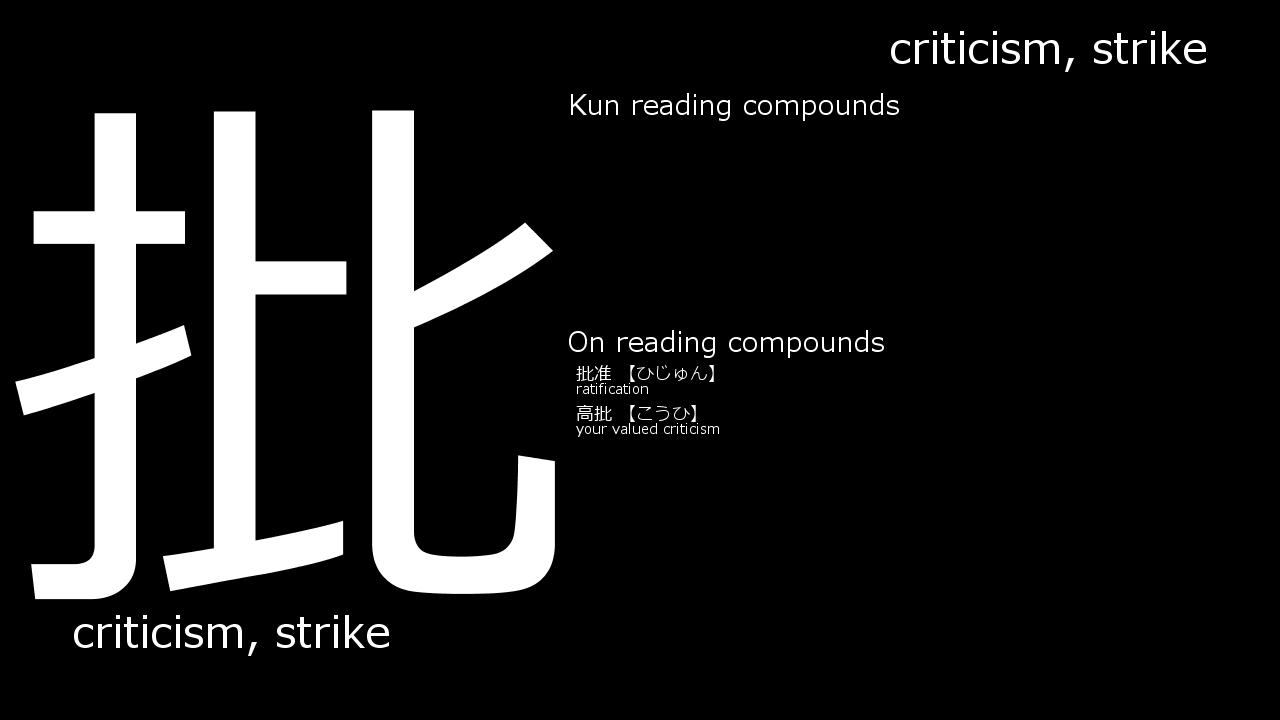 criticism, strike
批
Kun reading compounds
On reading compounds
批准 【ひじゅん】
ratification
高批 【こうひ】
your valued criticism
criticism, strike